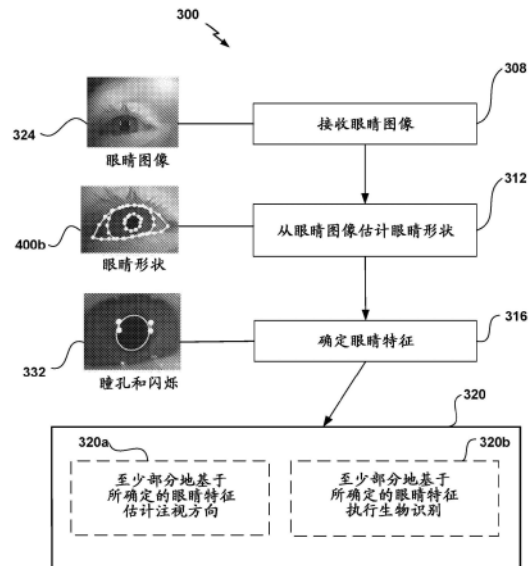 300
308
接收眼睛图像
324
眼睛图像
312
从眼睛图像估计眼睛形状
400b
眼睛形状
316
确定眼睛特征
332
瞳孔和闪烁
320
320a
320b
至少部分地基于
所确定的眼睛特征
估计注视方向
至少部分地基于
所确定的眼睛特征
执行生物识别